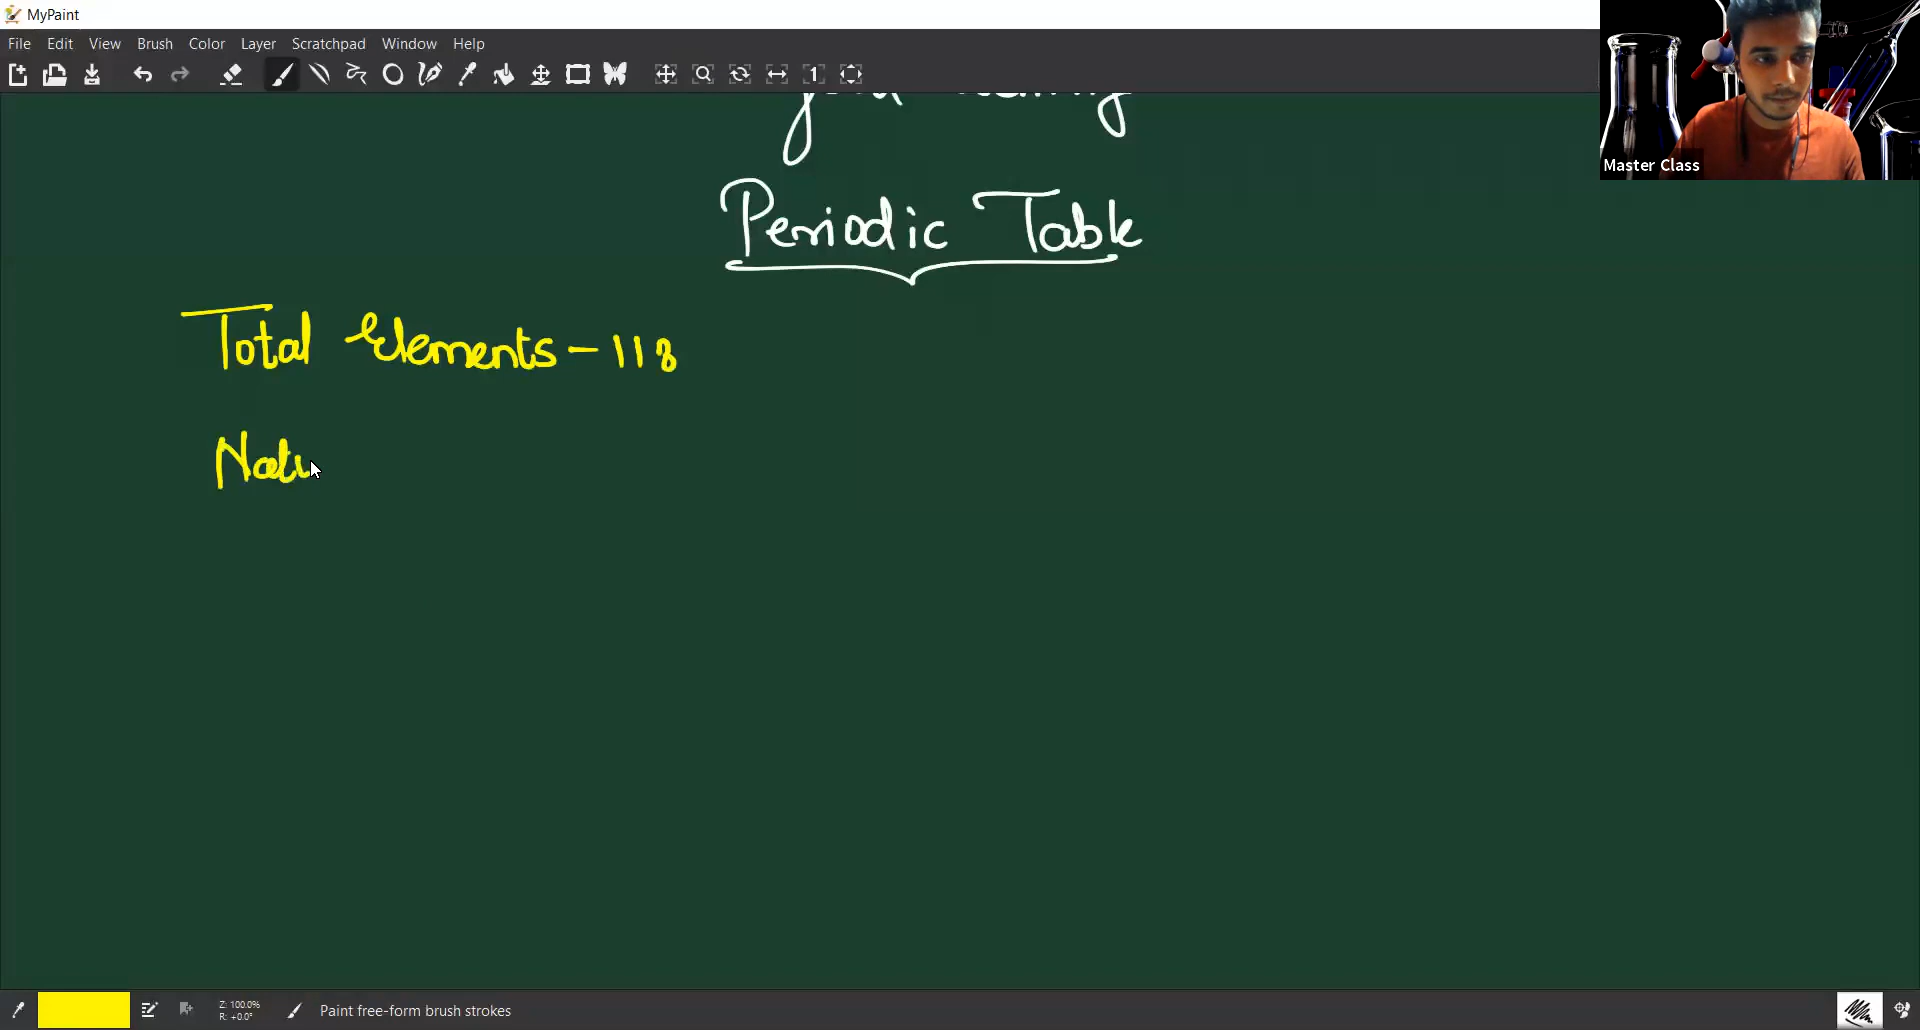 MyPaint
File Edit View Brush Color Layer Scratchpad Window Help
Master Class
Periodic Table
Total Elements - 118
Natu
Z: 100.0%
R: +0.0°
Paint free-form brush strokes